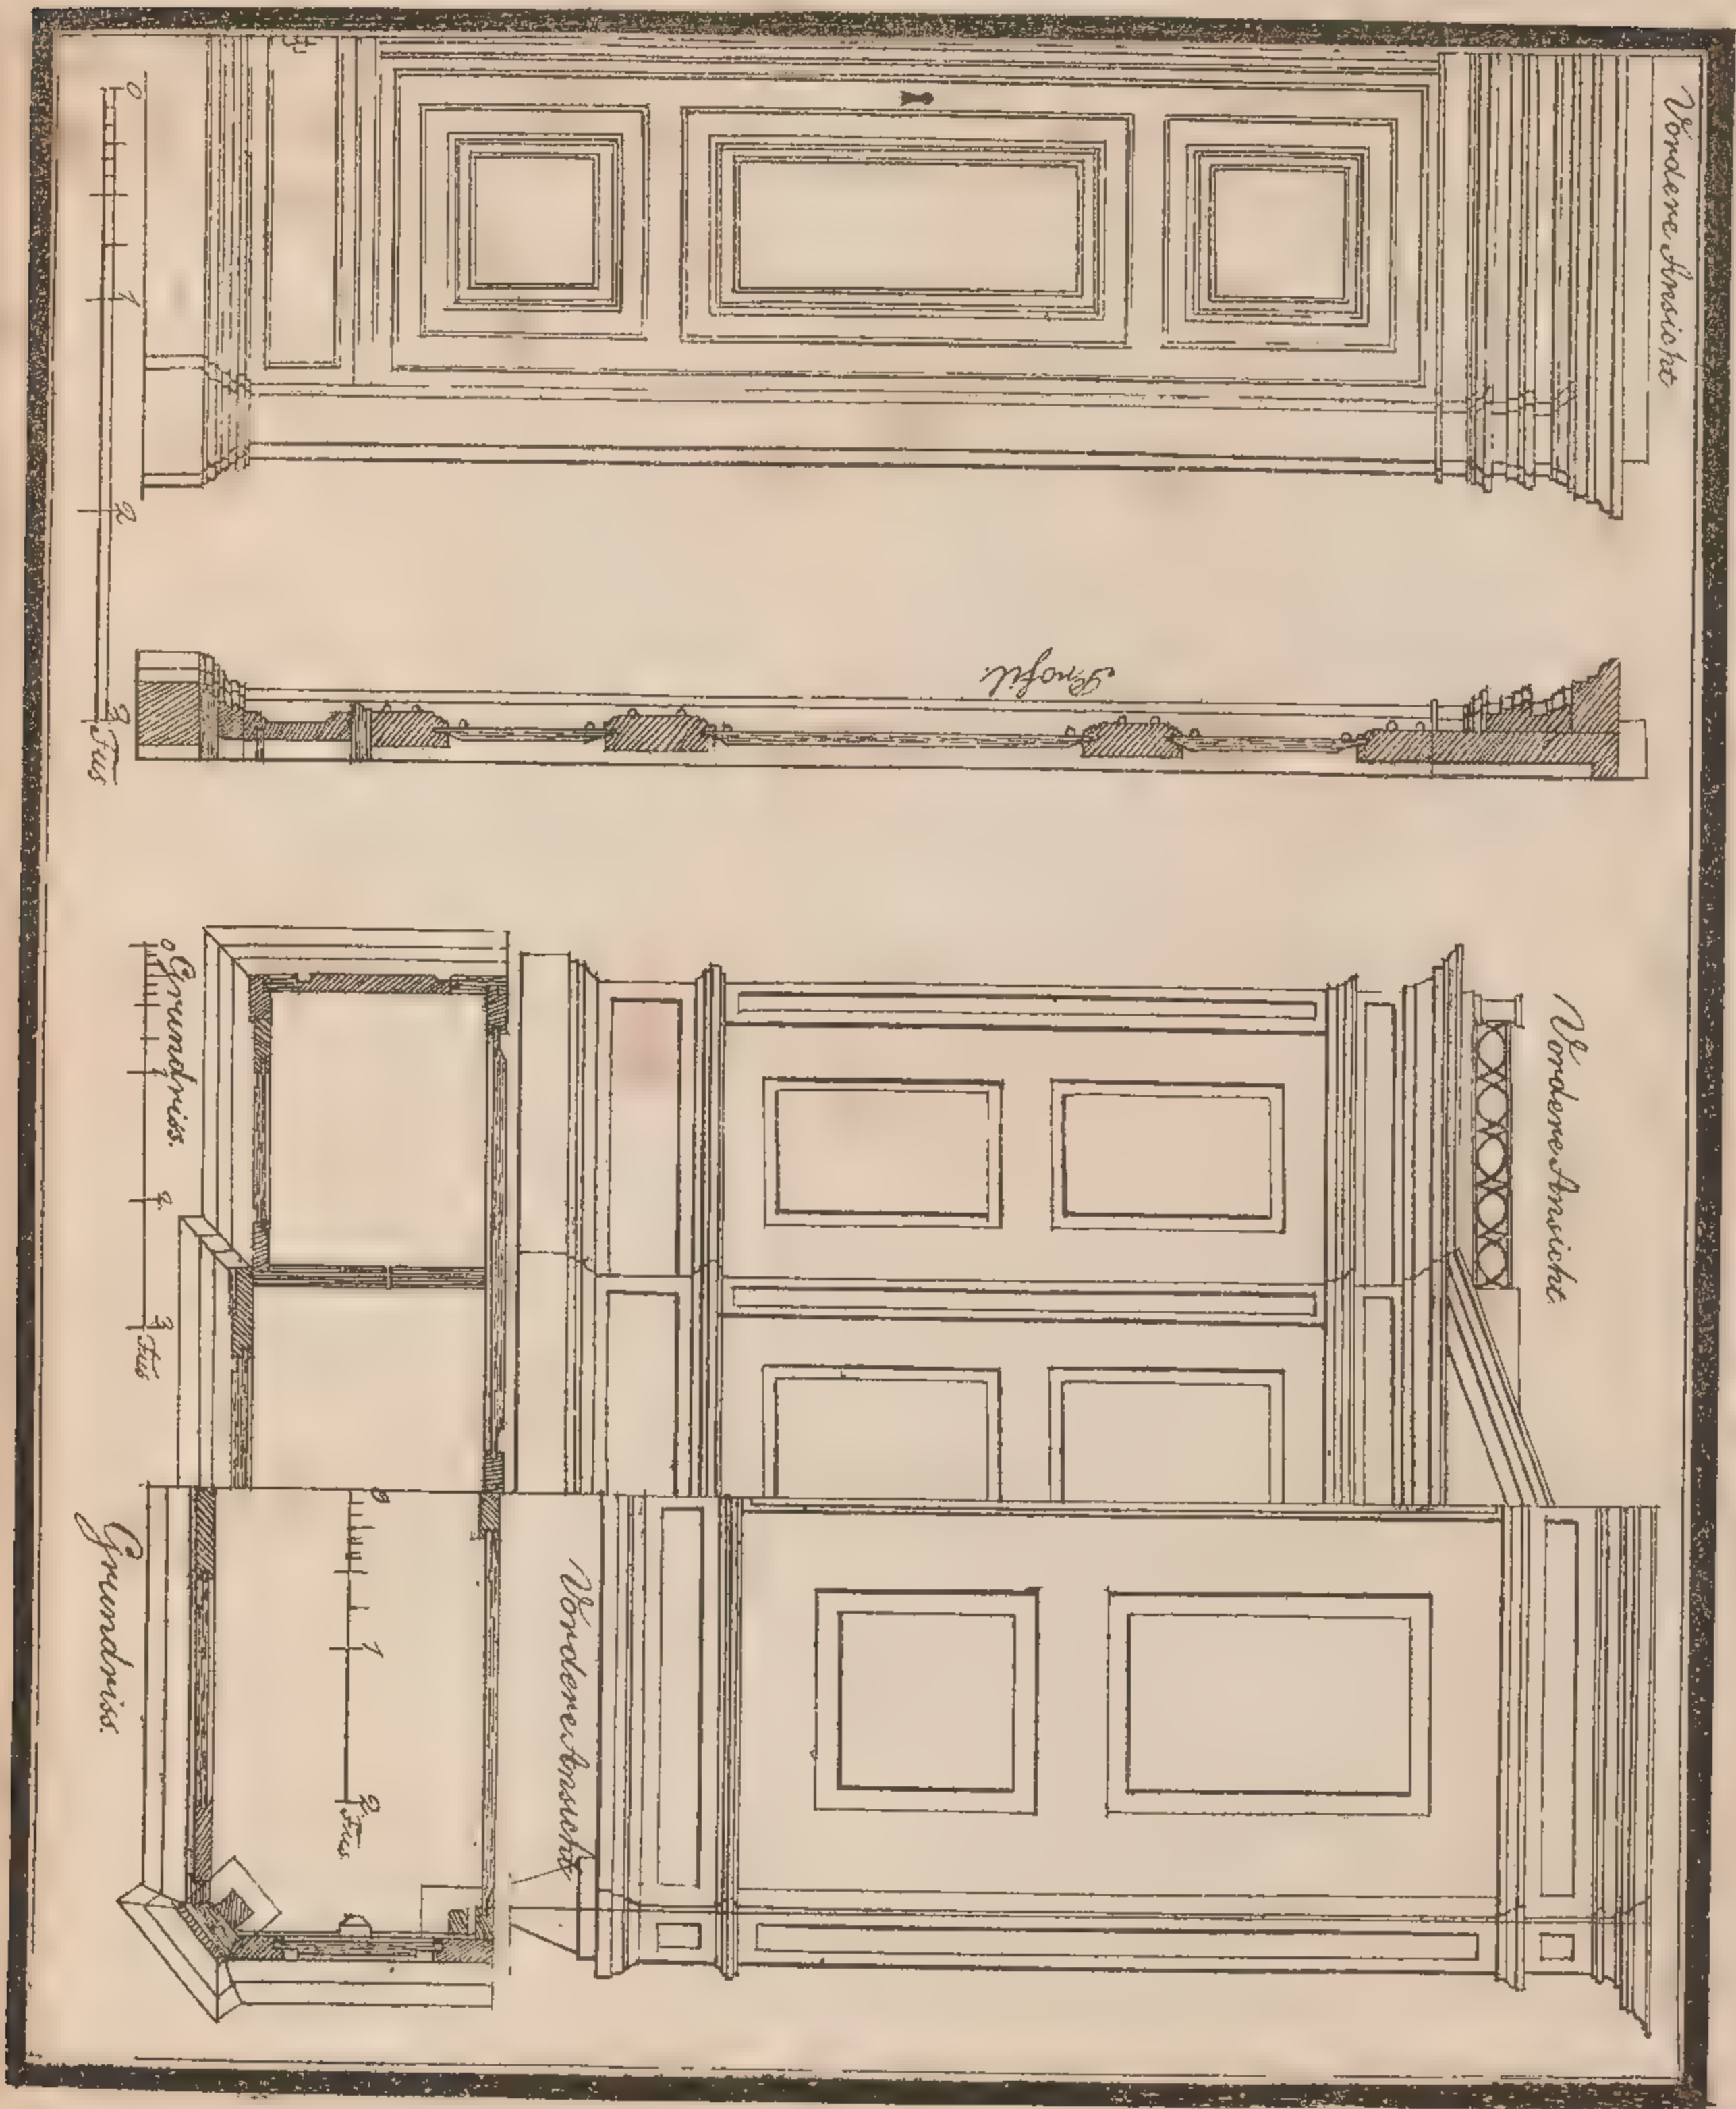 Vordere Ansicht
Profil.
0 1 2 3 Fus
Vordere Ansicht.
Grundriss.
0 1 2 3 Fus
Vordere Ansicht
0 1 2 Fus.
Grundriss.